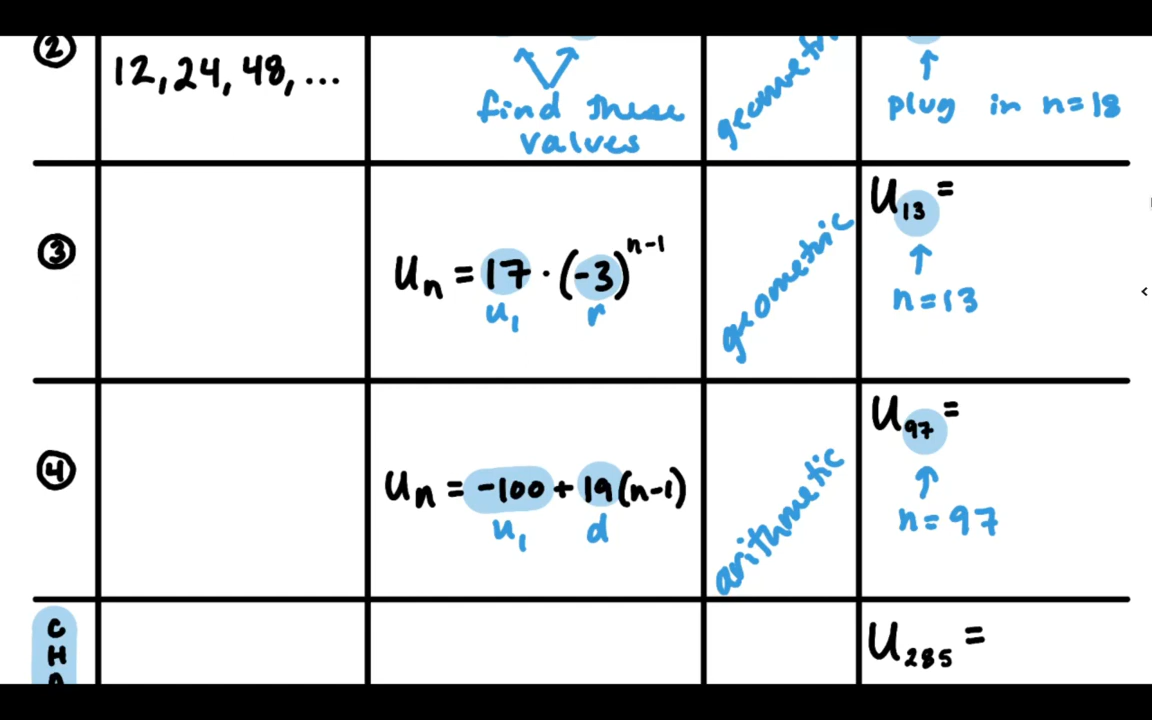 ②
12, 24, 48, ...
find these
values
geometric
plug in n=18
③
Uₙ = 17 · (-3)ⁿ⁻¹
u₁ r
geometric
U₁₃ =
n=13
④
Uₙ = -100 + 19(n-1)
u₁ d
arithmetic
U₉₇ =
n=97
C
H
U₂₈₅ =
<